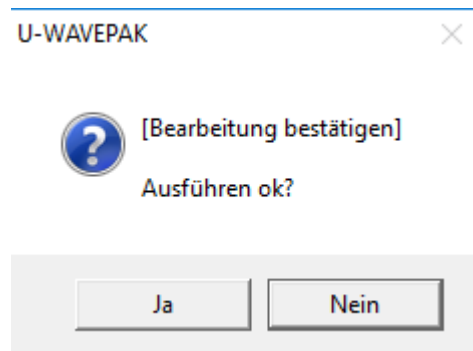 U-WAVEPAK
[Bearbeitung bestätigen]
Ausführen ok?
Ja
Nein